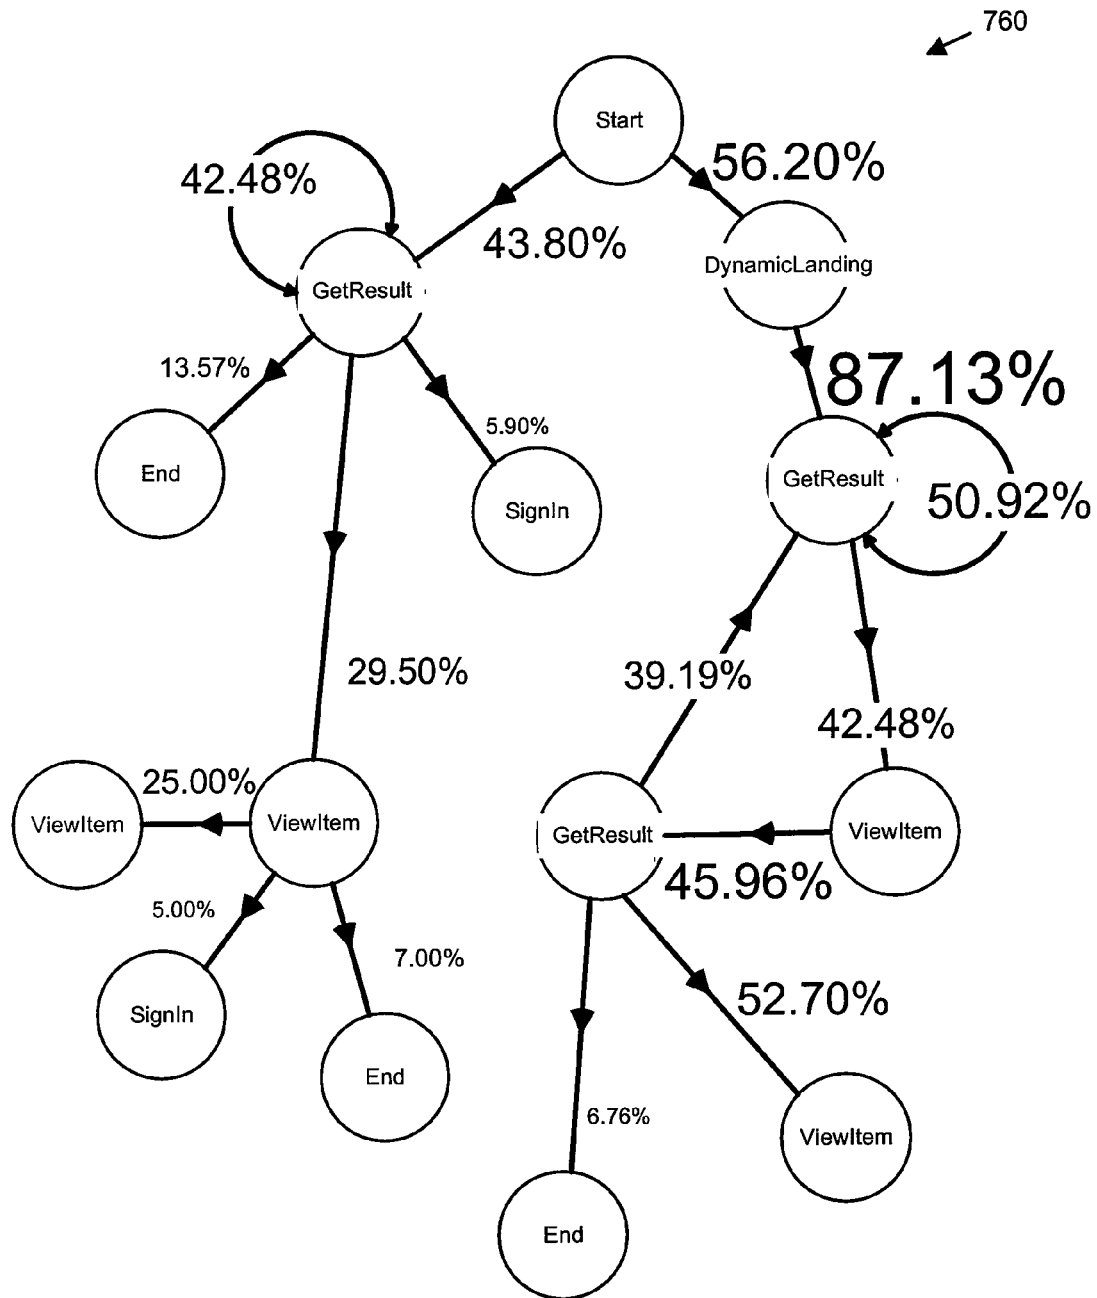 760
Start
56.20%
42.48%
43.80%
DynamicLanding
GetResult
13.57%
87.13%
5.90%
End
GetResult
SignIn
50.92%
29.50%
39.19%
42.48%
25.00%
ViewItem
ViewItem
GetResult
ViewItem
45.96%
5.00%
7.00%
52.70%
SignIn
End
6.76%
ViewItem
End